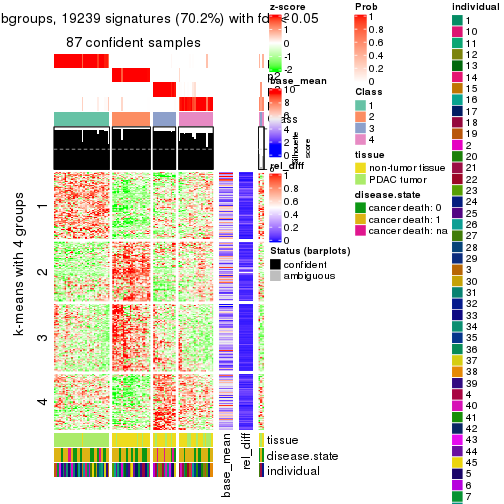 bgroups, 19239 signatures (70.2%) with fdr < 0.05
87 confident samples
k-means with 4 groups
1
2
3
4
tissue
disease.state
individual
base_mean
rel_diff
z-score
2
1
0
-1
-2
base_mean
10
8
6
4
2
0
Silhouette
score
rel_diff
1
0.8
0.6
0.4
0.2
0
Status (barplots)
confident
ambiguous
Prob
1
0.8
0.6
0.4
0.2
0
Class
1
2
3
4
tissue
non-tumor tissue
PDAC tumor
disease.state
cancer death: 0
cancer death: 1
cancer death: na
individual
1
10
11
12
13
14
15
16
17
18
19
2
20
21
22
23
24
25
26
27
28
29
3
30
31
32
33
34
35
36
37
38
39
4
40
41
42
43
44
45
5
6
7